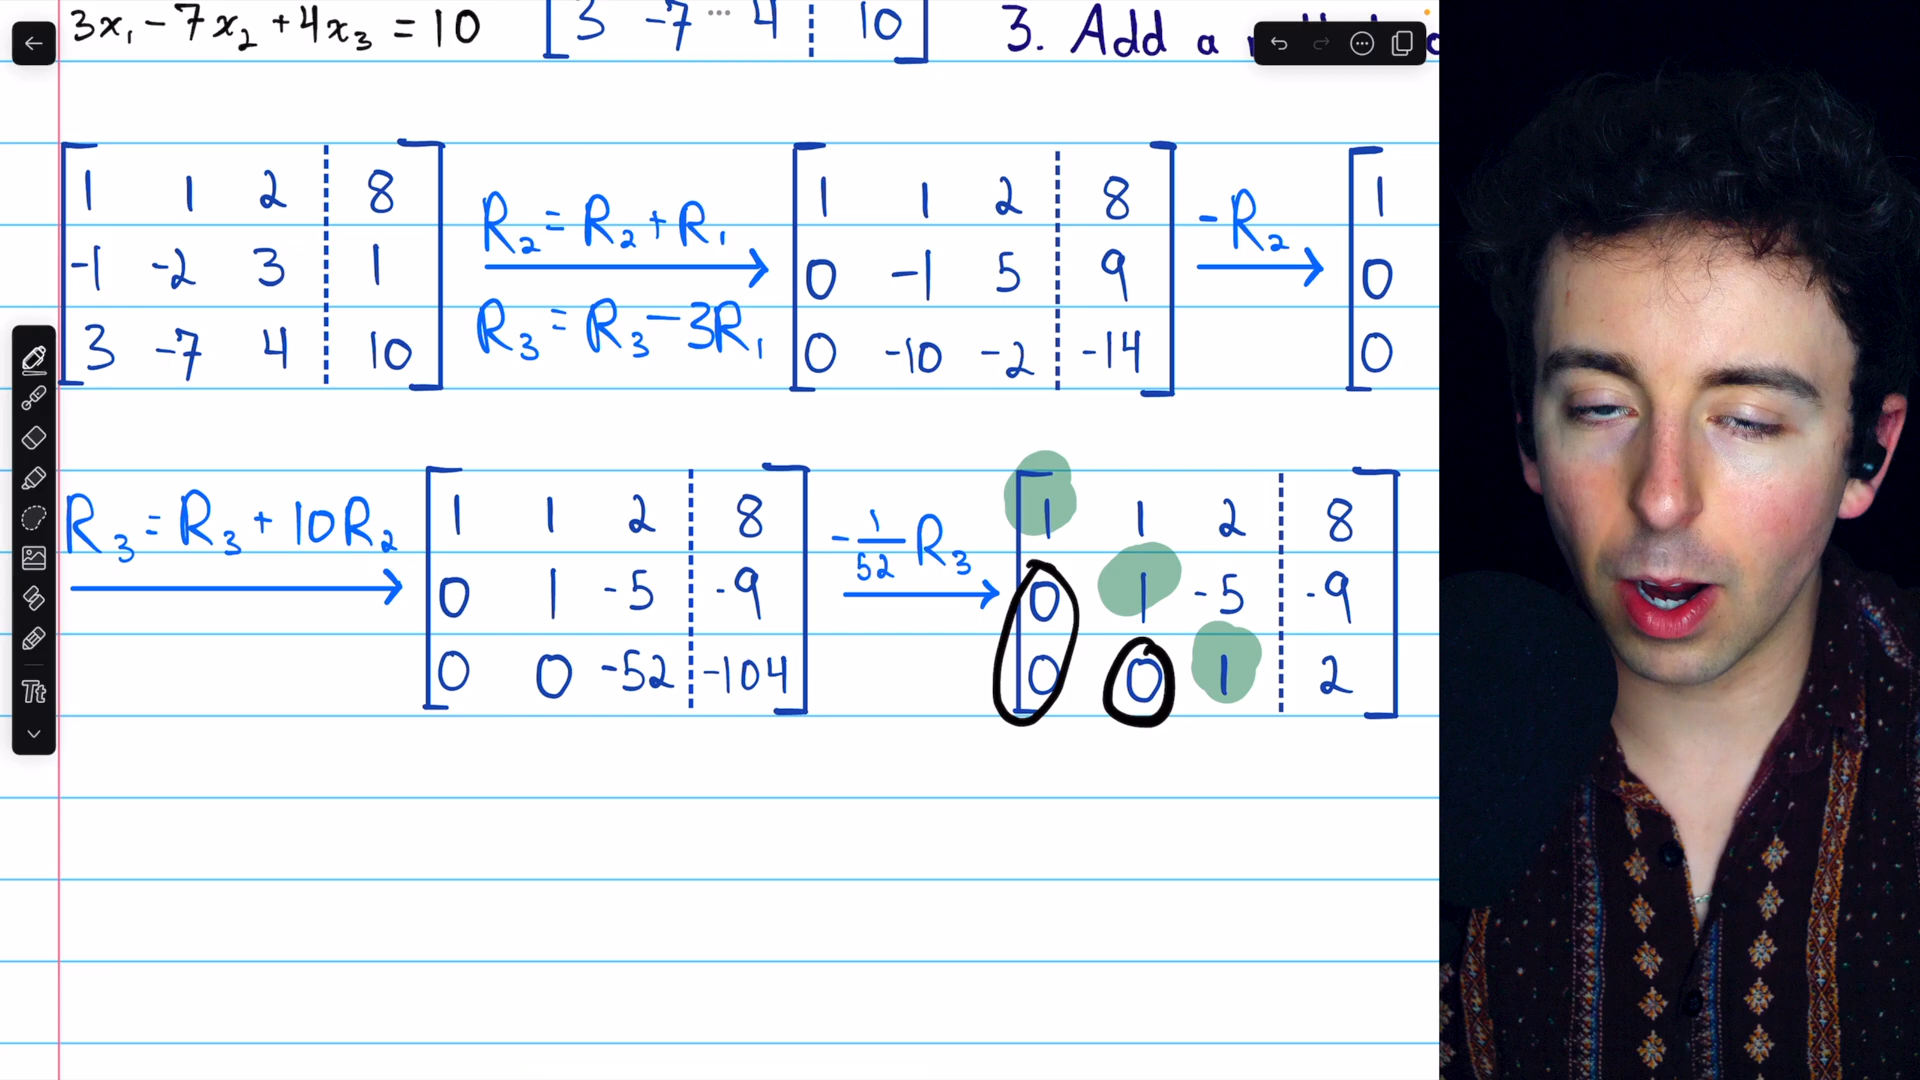 3x₁ - 7x₂ + 4x₃ = 10
3 -7 4 10
3. Add a
1 1 2 8
-1 -2 3 1
3 -7 4 10
R₂ = R₂ + R₁
R₃ = R₃ - 3R₁
1 1 2 8
0 -1 5 9
0 -10 -2 -14
-R₂
1
0
0
R₃ = R₃ + 10R₂
1 1 2 8
0 1 -5 -9
0 0 -52 -104
-1/52 R₃
1 1 2 8
0 1 -5 -9
0 0 1 2
Tt